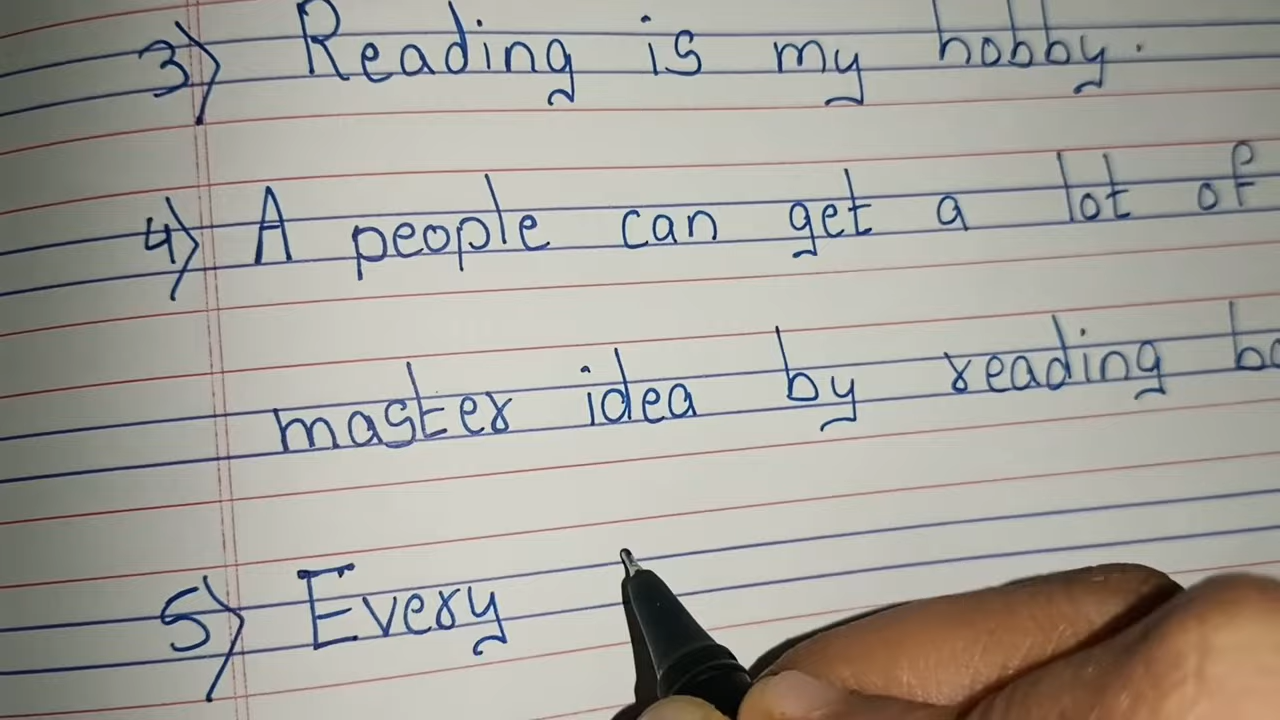 3) Reading is my hobby.
4) A people can get a lot of
master idea by reading
5) Every